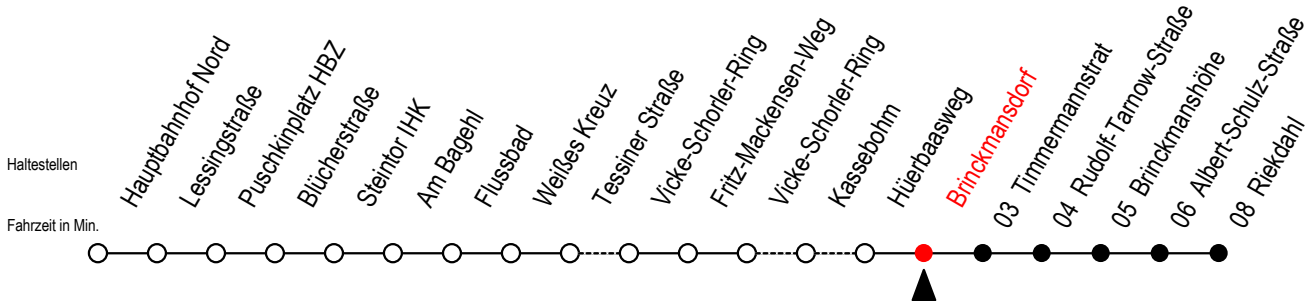 Haltestellen
Fahrzeit in Min.
Hauptbahnhof Nord
Lessingstraße
Puschkinplatz HBZ
Blücherstraße
Steintor IHK
Am Bagehl
Flussbad
Weißes Kreuz
Tessiner Straße
Vicke-Schorler-Ring
Fritz-Mackensen-Weg
Vicke-Schorler-Ring
Kassebohm
Hüerbaasweg
Brinckmansdorf
03 Timmermannstrat
04 Rudolf-Tarnow-Straße
05 Brinckmanshöhe
06 Albert-Schulz-Straße
08 Riekdahl